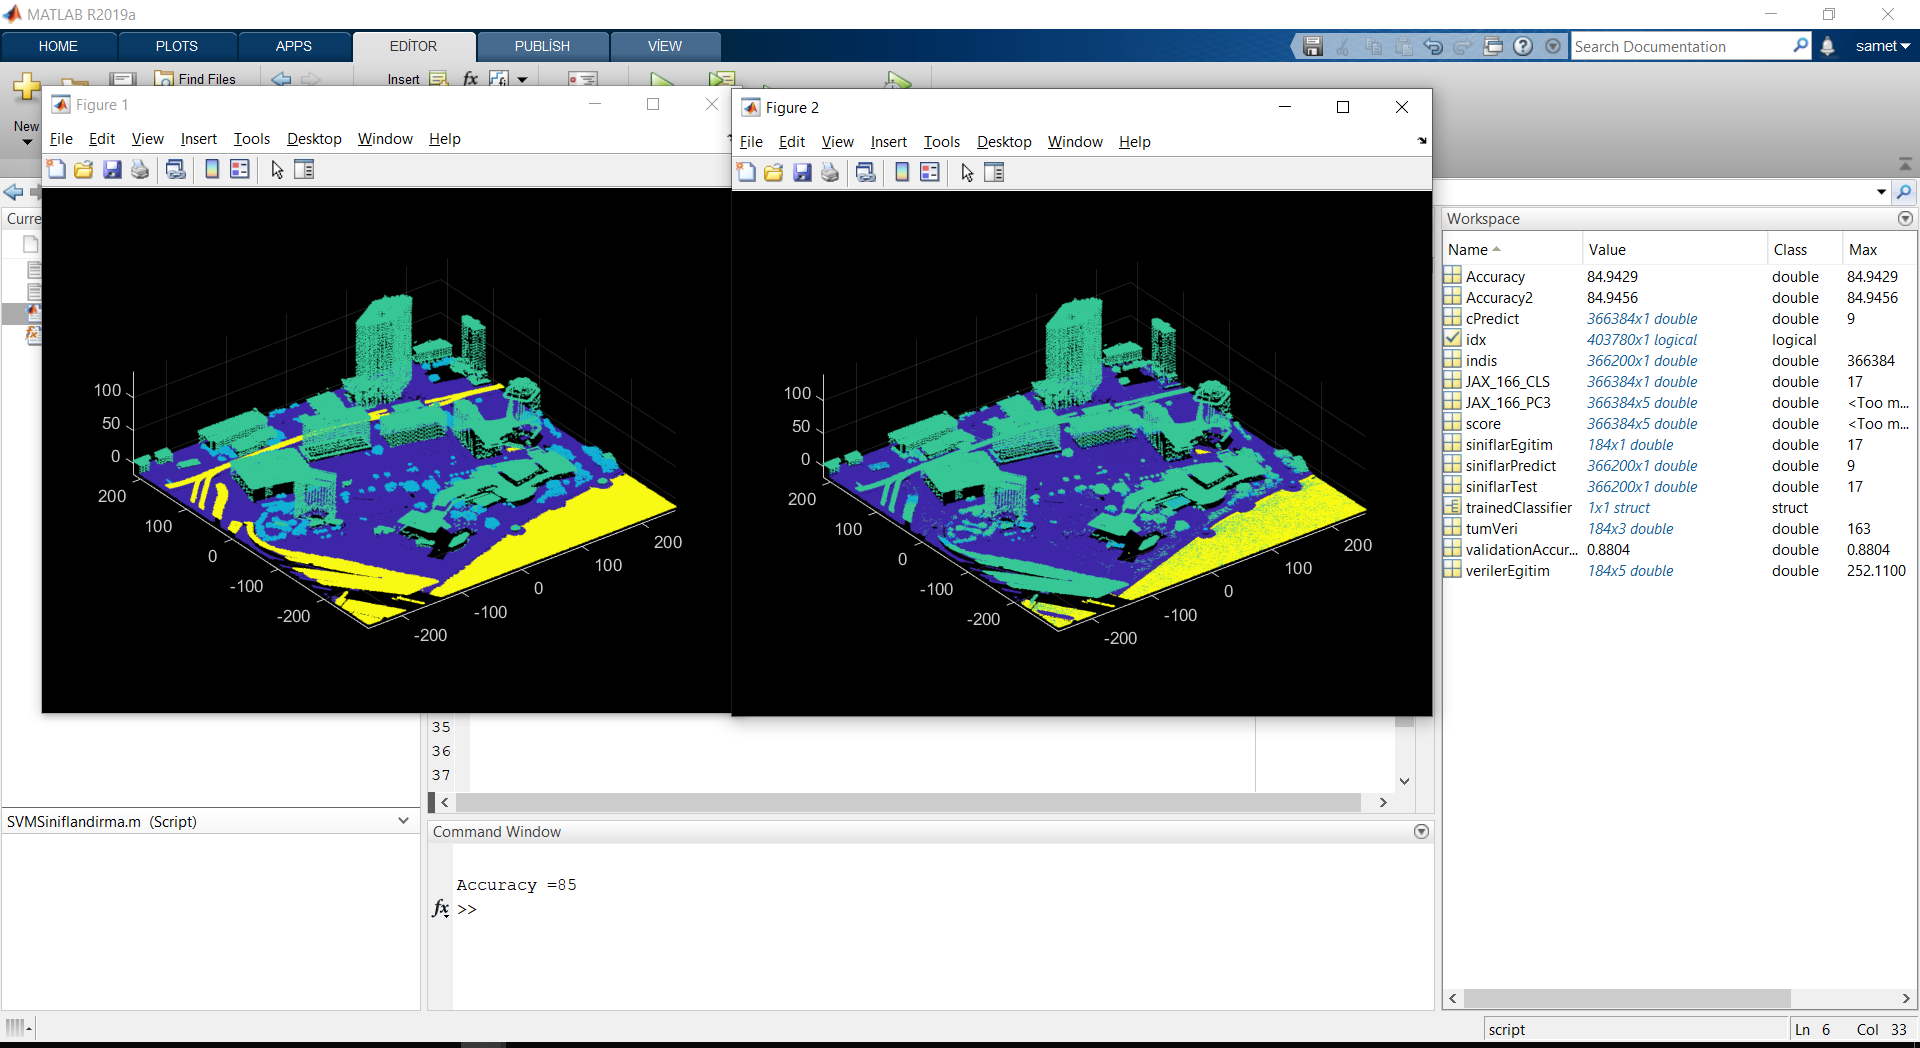 MATLAB R2019a
HOME PLOTS APPS EDİTOR PUBLİSH VİEW
Search Documentation
samet
Find Files
Insert
fx
New
Figure 1
File Edit View Insert Tools Desktop Window Help
100
50
0
200
100
0
-100
-200
-200
-100
0
100
200
Figure 2
File Edit View Insert Tools Desktop Window Help
100
50
0
200
100
0
-100
-200
-200
-100
0
100
200
Curre
35
36
37
SVMSiniflandirma.m (Script)
Command Window
Accuracy =85
fx >>
Workspace
Name Value Class Max
Accuracy 84.9429 double 84.9429
Accuracy2 84.9456 double 84.9456
cPredict 366384x1 double double 9
idx 403780x1 logical logical
indis 366200x1 double double 366384
JAX_166_CLS 366384x1 double double 17
JAX_166_PC3 366384x5 double double <Too m...
score 366384x5 double double <Too m...
siniflarEgitim 184x1 double double 17
siniflarPredict 366200x1 double double 9
siniflarTest 366200x1 double double 17
trainedClassifier 1x1 struct struct
tumVeri 184x3 double double 163
validationAccur... 0.8804 double 0.8804
verilerEgitim 184x5 double double 252.1100
script Ln 6 Col 33